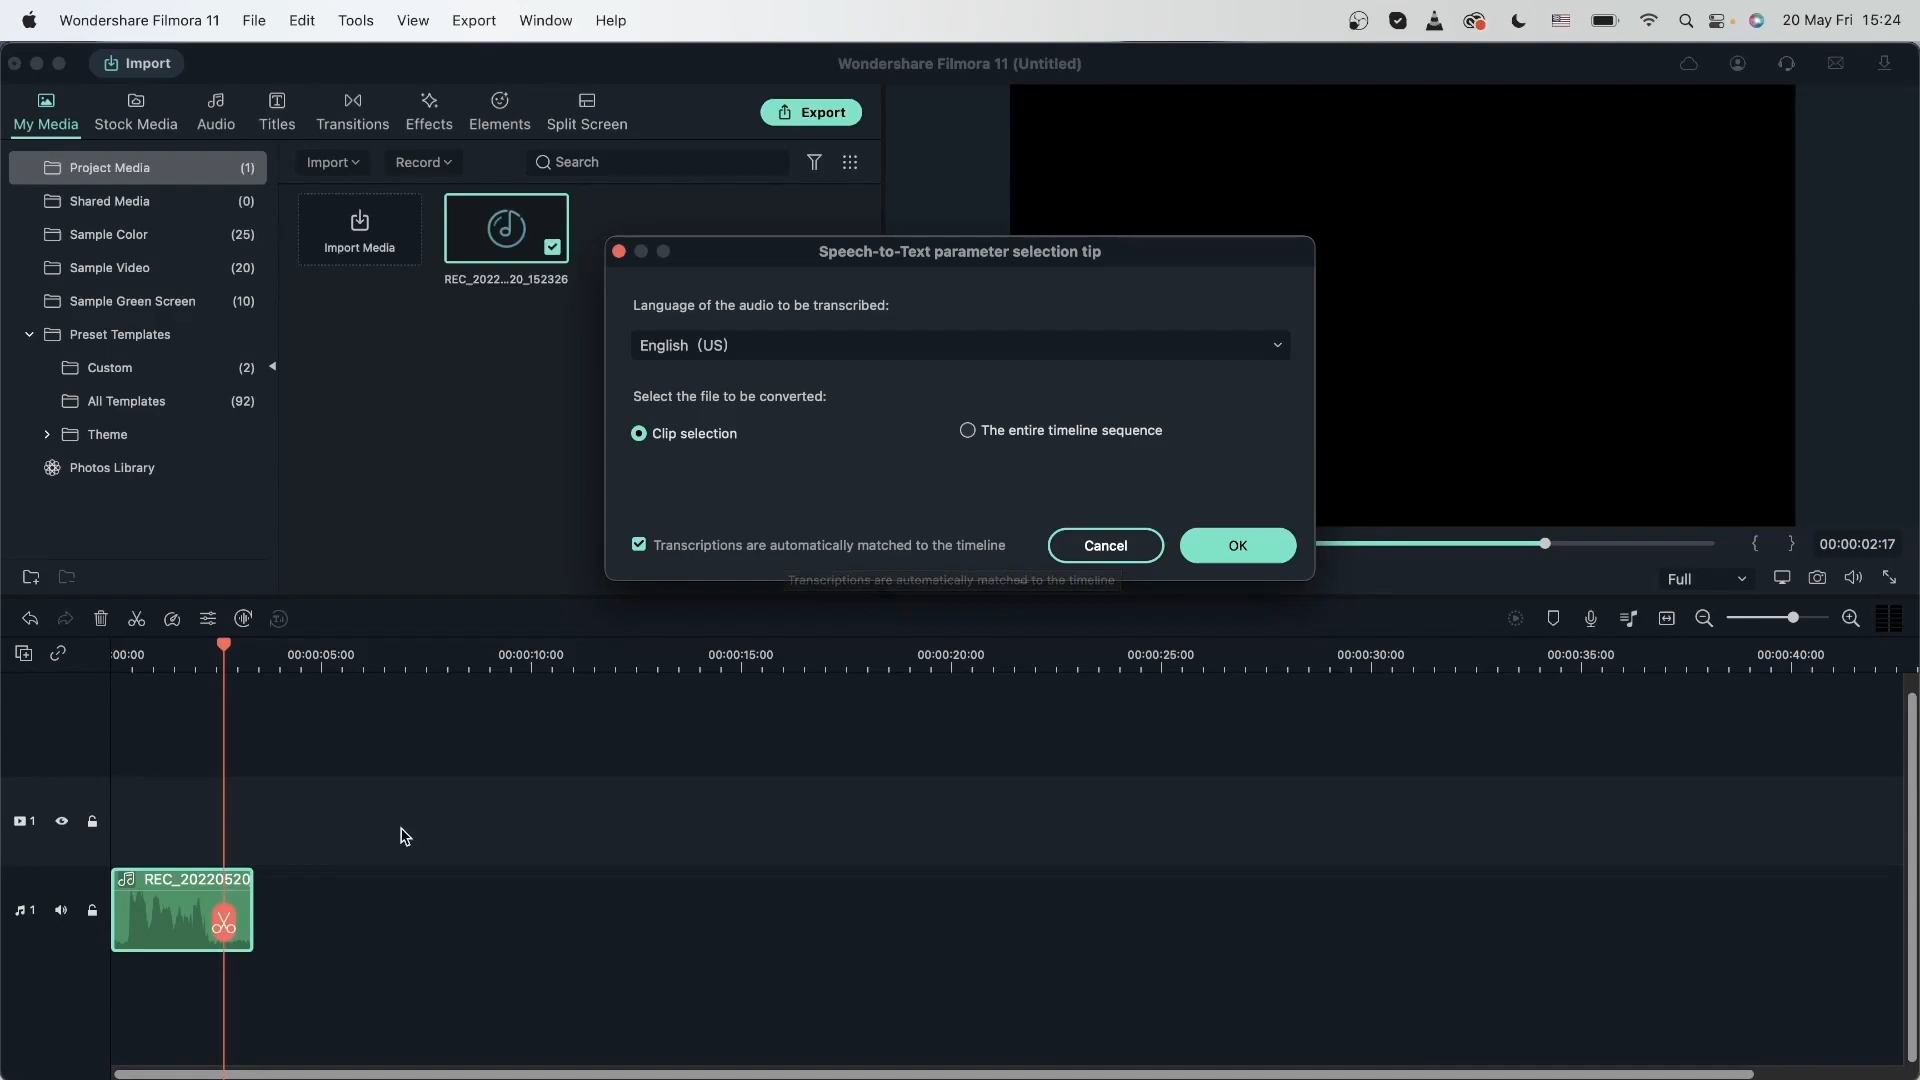 Wondershare Filmora 11 File Edit Tools View Export Window Help 20 May Fri 15:24
Import Wondershare Filmora 11 (Untitled)
My Media Stock Media Audio Titles Transitions Effects Elements Split Screen Export
Project Media (1)
Shared Media (0)
Sample Color (25)
Sample Video (20)
Sample Green Screen (10)
Preset Templates
Custom (2)
All Templates (92)
Theme
Photos Library
Import Record Search
Import Media
REC_2022...20_152326
Speech-to-Text parameter selection tip
Language of the audio to be transcribed:
English (US)
Select the file to be converted:
Clip selection The entire timeline sequence
Transcriptions are automatically matched to the timeline Cancel OK
Transcriptions are automatically matched to the timeline
{ } 00:00:02:17
Full
:00:00 00:00:05:00 00:00:10:00 00:00:15:00 00:00:20:00 00:00:25:00 00:00:30:00 00:00:35:00 00:00:40:00
1
REC_20220520
1